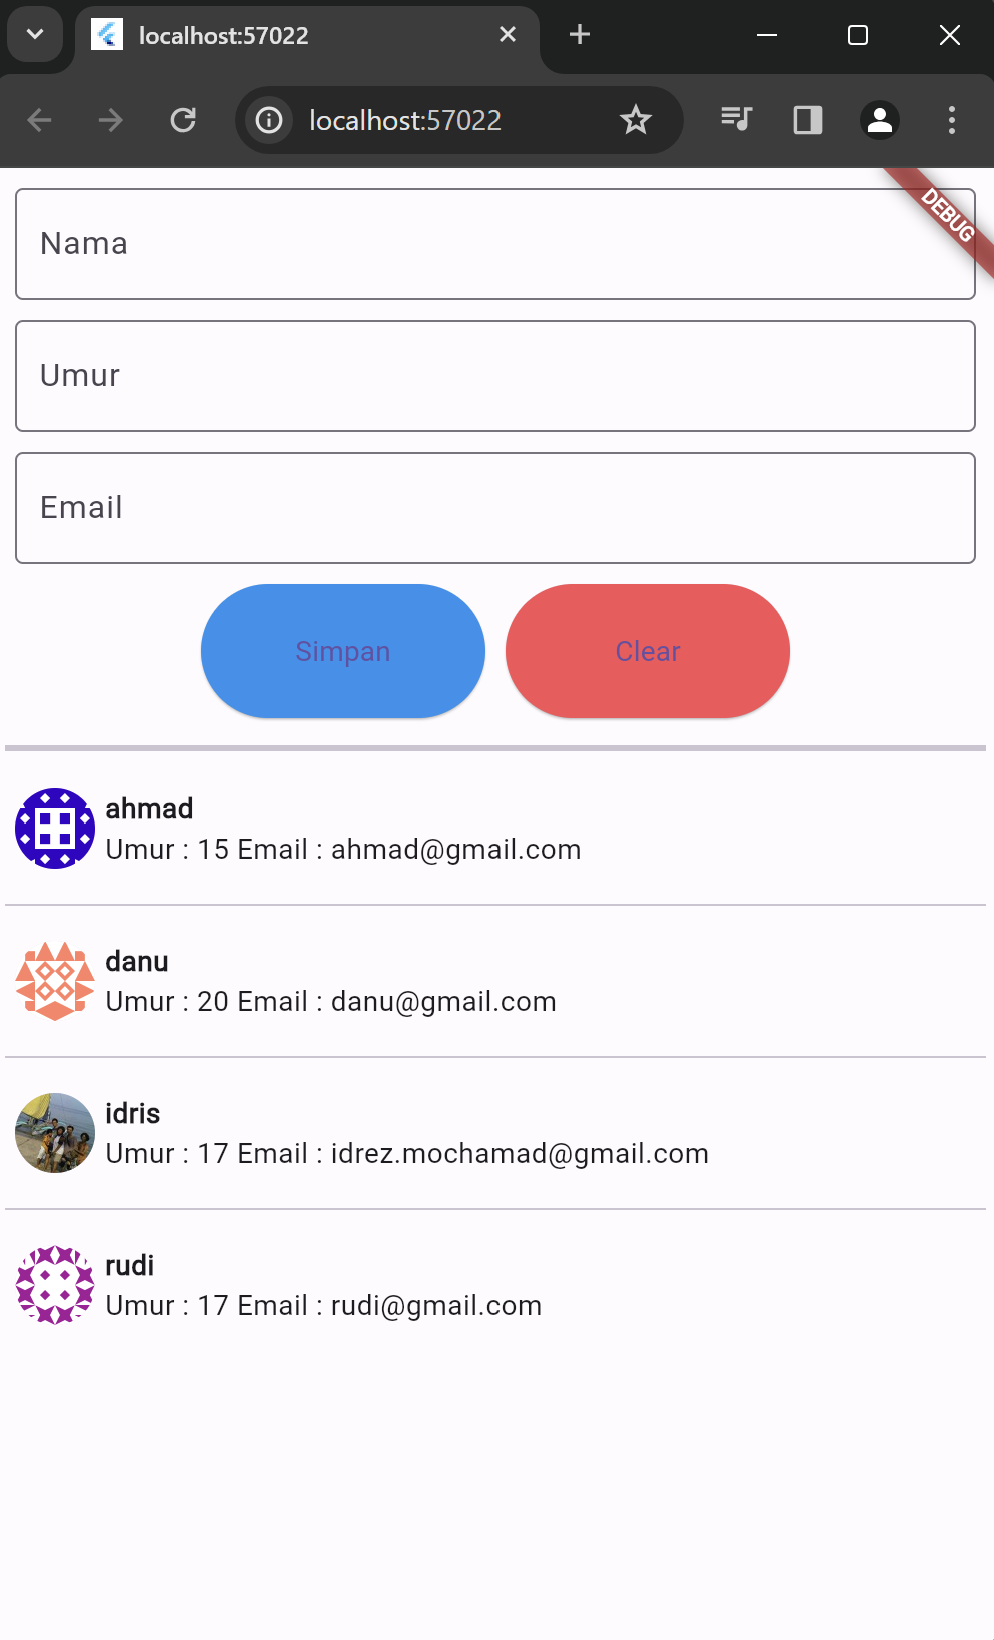 localhost:57022
localhost:57022
DEBUG
Nama
Umur
Email
Simpan
Clear
ahmad
Umur : 15 Email : ahmad@gmail.com
danu
Umur : 20 Email : danu@gmail.com
idris
Umur : 17 Email : idrez.mochamad@gmail.com
rudi
Umur : 17 Email : rudi@gmail.com